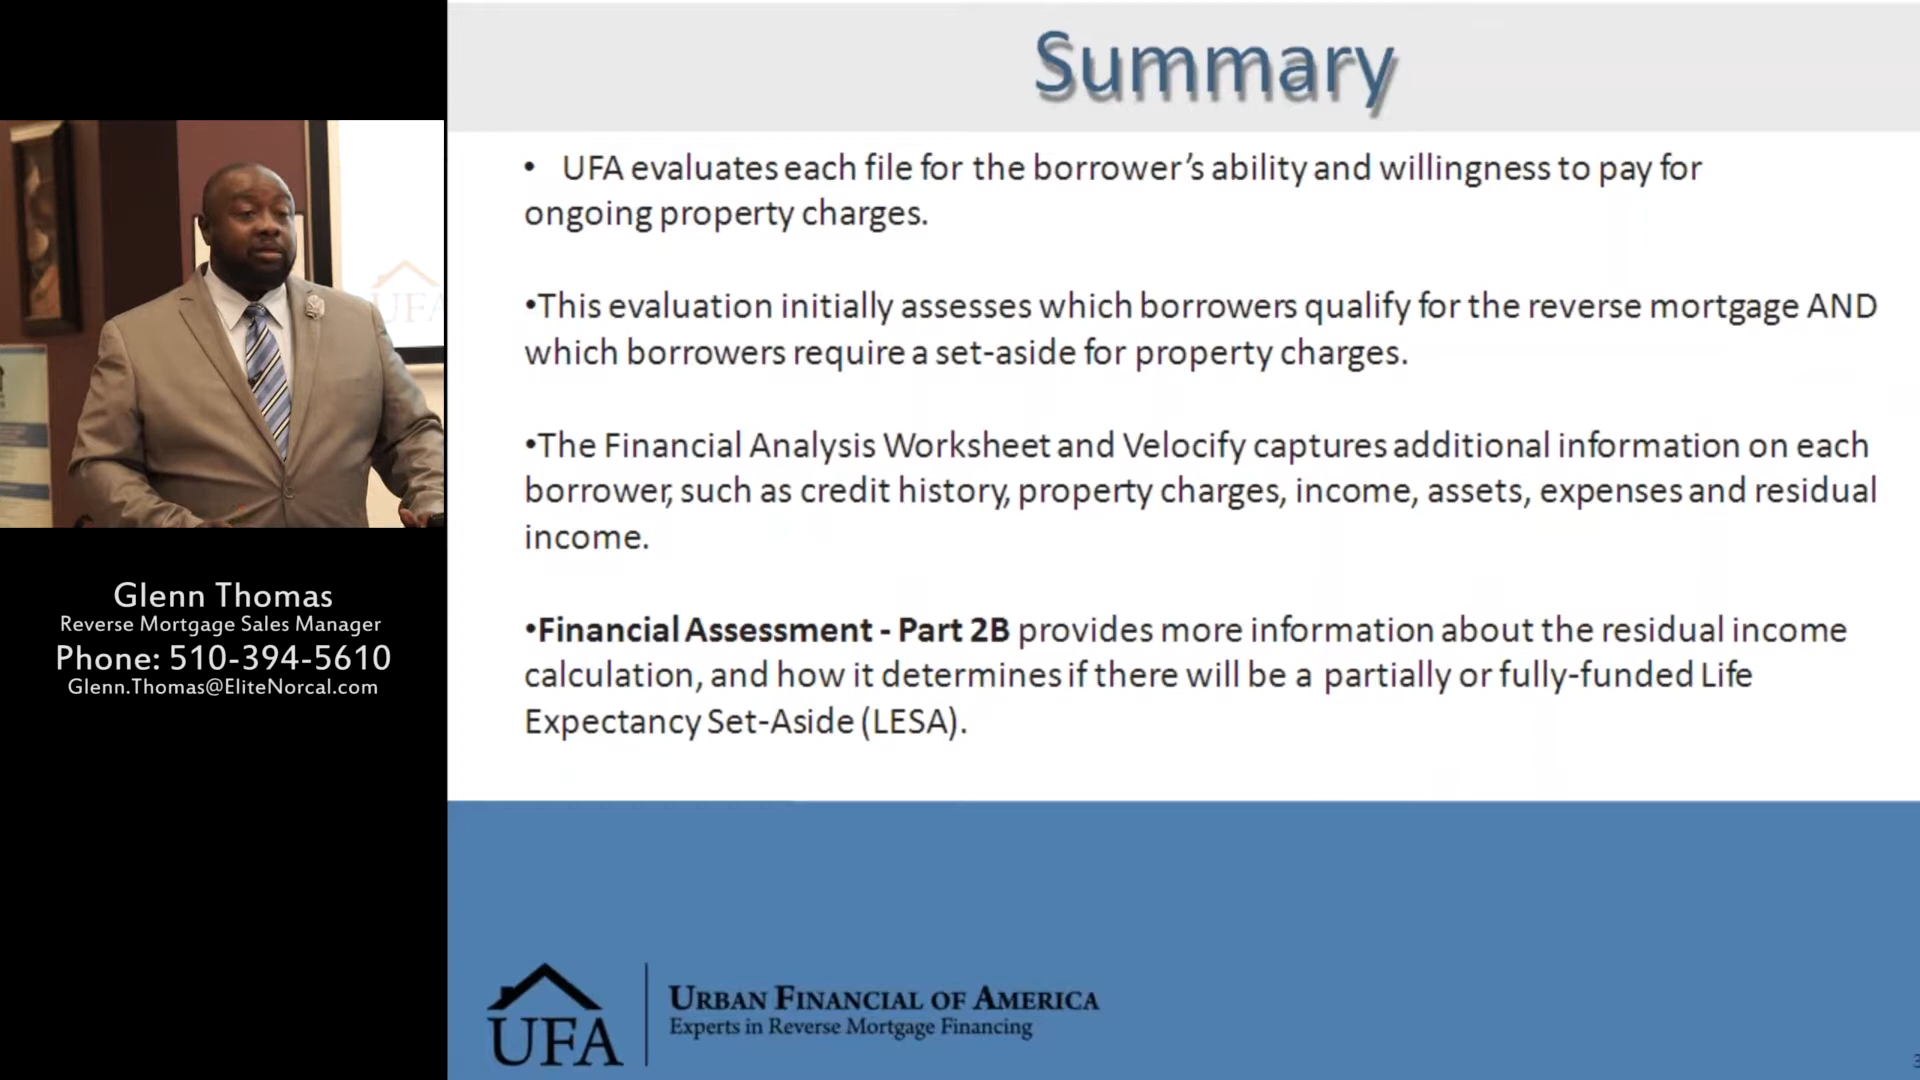 Summary
• UFA evaluates each file for the borrower’s ability and willingness to pay for
ongoing property charges.
•This evaluation initially assesses which borrowers qualify for the reverse mortgage AND
which borrowers require a set-aside for property charges.
•The Financial Analysis Worksheet and Velocify captures additional information on each
borrower, such as credit history, property charges, income, assets, expenses and residual
income.
•Financial Assessment - Part 2B provides more information about the residual income
calculation, and how it determines if there will be a partially or fully-funded Life
Expectancy Set-Aside (LESA).
Glenn Thomas
Reverse Mortgage Sales Manager
Phone: 510-394-5610
Glenn.Thomas@EliteNorcal.com
UFA
URBAN FINANCIAL OF AMERICA
Experts in Reverse Mortgage Financing